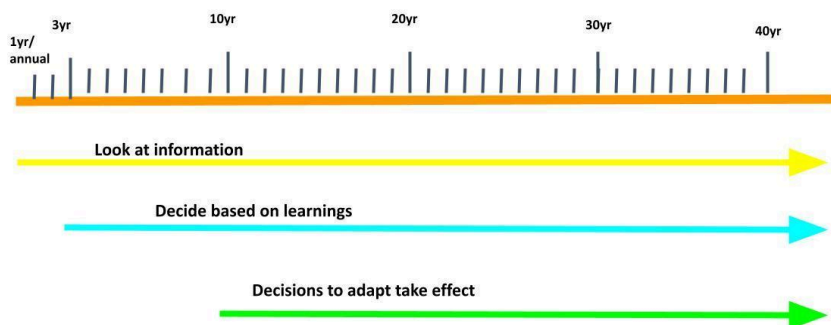 3yr
10yr
20yr
30yr
40yr
1yr/
annual
Look at information
Decide based on learnings
Decisions to adapt take effect